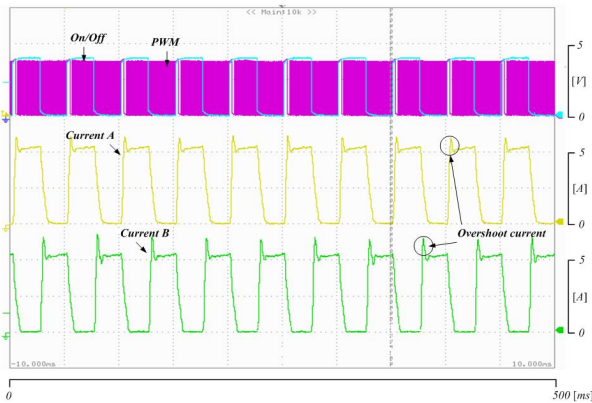 << Main:10k >>
On/Off
PWM
5
[V]
0
Current A
5
[A]
0
Current B
Overshoot current
5
[A]
0
-10.000ms
10.000ms
0
500 [ms]